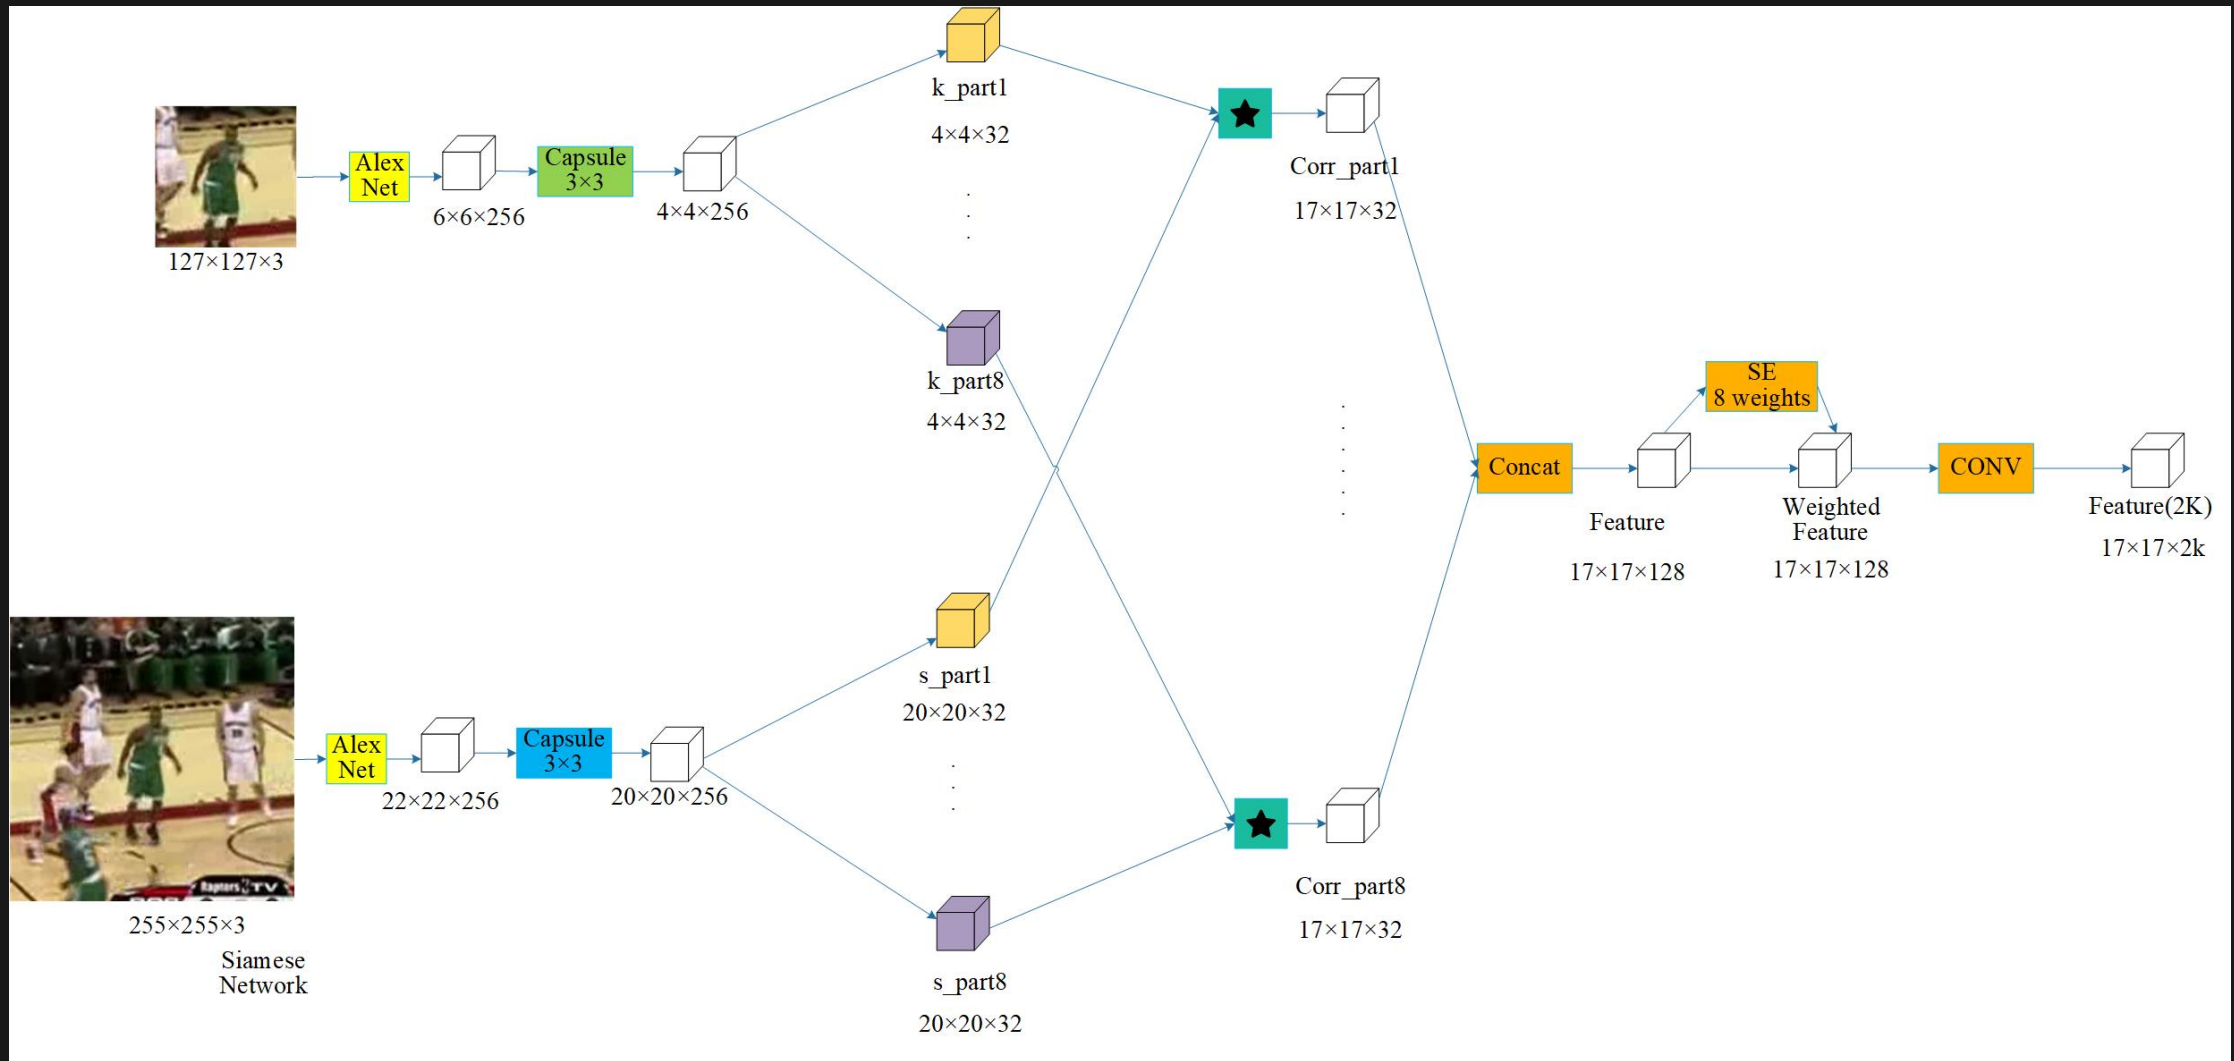 k_part1
4×4×32
Alex
Net
6×6×256
Capsule
3×3
4×4×256
127×127×3
Corr_part1
17×17×32
k_part8
4×4×32
SE
8 weights
Concat
Feature
17×17×128
Weighted
Feature
17×17×128
CONV
Feature(2K)
17×17×2k
s_part1
20×20×32
Alex
Net
22×22×256
Capsule
3×3
20×20×256
Raptors TV
255×255×3
Siamese
Network
Corr_part8
17×17×32
s_part8
20×20×32